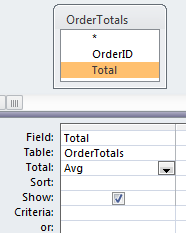 OrderTotals
*
OrderID
Total
Field: Total
Table: OrderTotals
Total: Avg
Sort:
Show:
Criteria:
or: